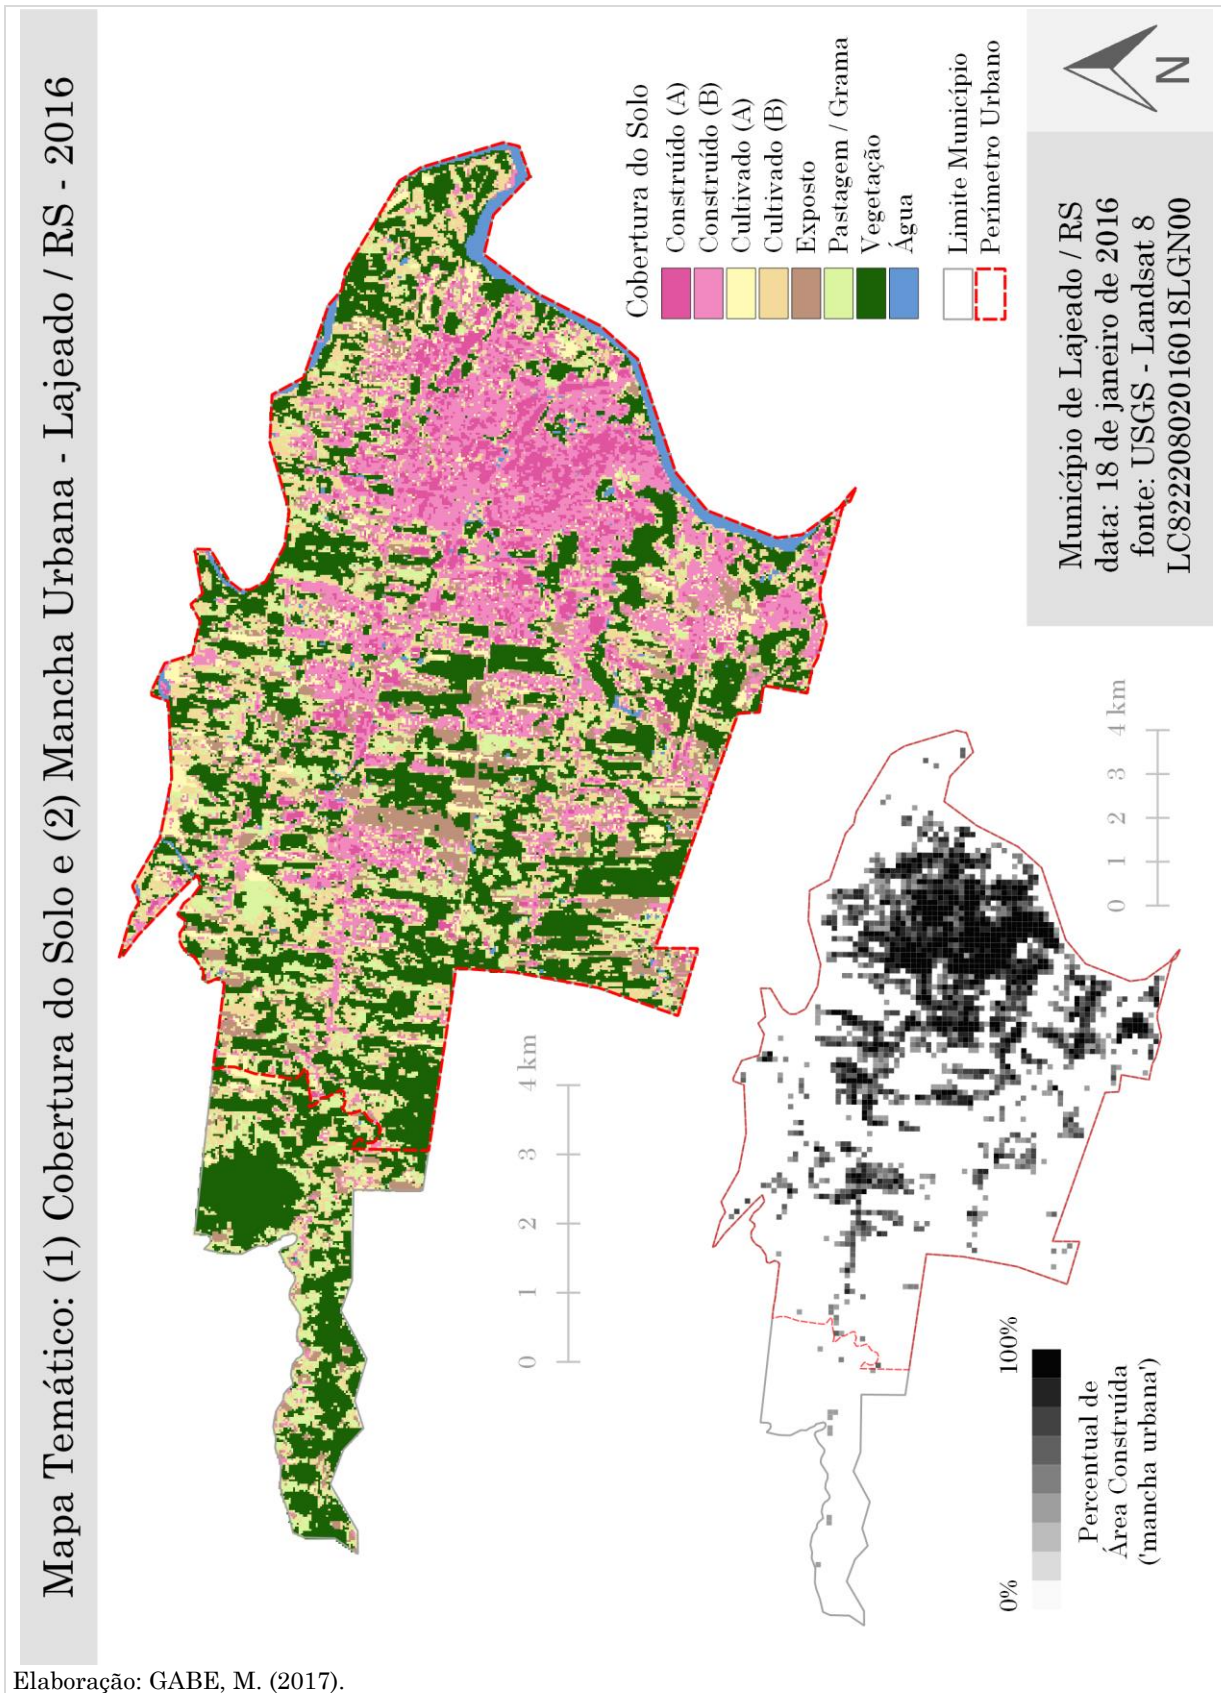 Mapa Temático: (1) Cobertura do Solo e (2) Mancha Urbana - Lajeado / RS - 2016
Cobertura do Solo
Construído (A)
Construído (B)
Cultivado (A)
Cultivado (B)
Exposto
Pastagem / Grama
Vegetação
Água
Limite Município
Perímetro Urbano
0 1 2 3 4 km
0% 100%
Percentual de
Área Construída
('mancha urbana')
0 1 2 3 4 km
N
Município de Lajeado / RS
data: 18 de janeiro de 2016
fonte: USGS - Landsat 8
LC82220802016018LGN00
Elaboração: GABE, M. (2017).